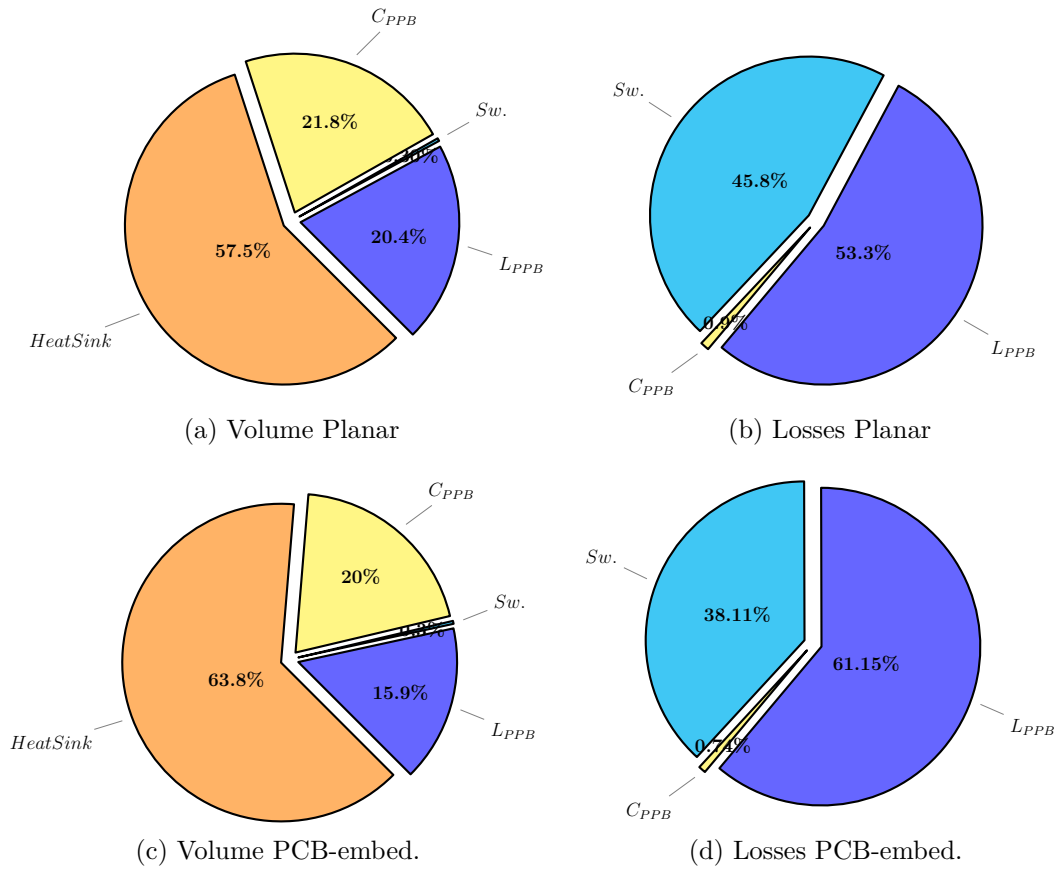 C_PPB
Sw.
21.8%
57.5%
20.4%
L_PPB
HeatSink
(a) Volume Planar
Sw.
45.8%
53.3%
0.9%
L_PPB
C_PPB
(b) Losses Planar
C_PPB
20%
Sw.
0.3%
63.8%
15.9%
HeatSink
L_PPB
(c) Volume PCB-embed.
Sw.
38.11%
61.15%
L_PPB
0.74%
C_PPB
(d) Losses PCB-embed.